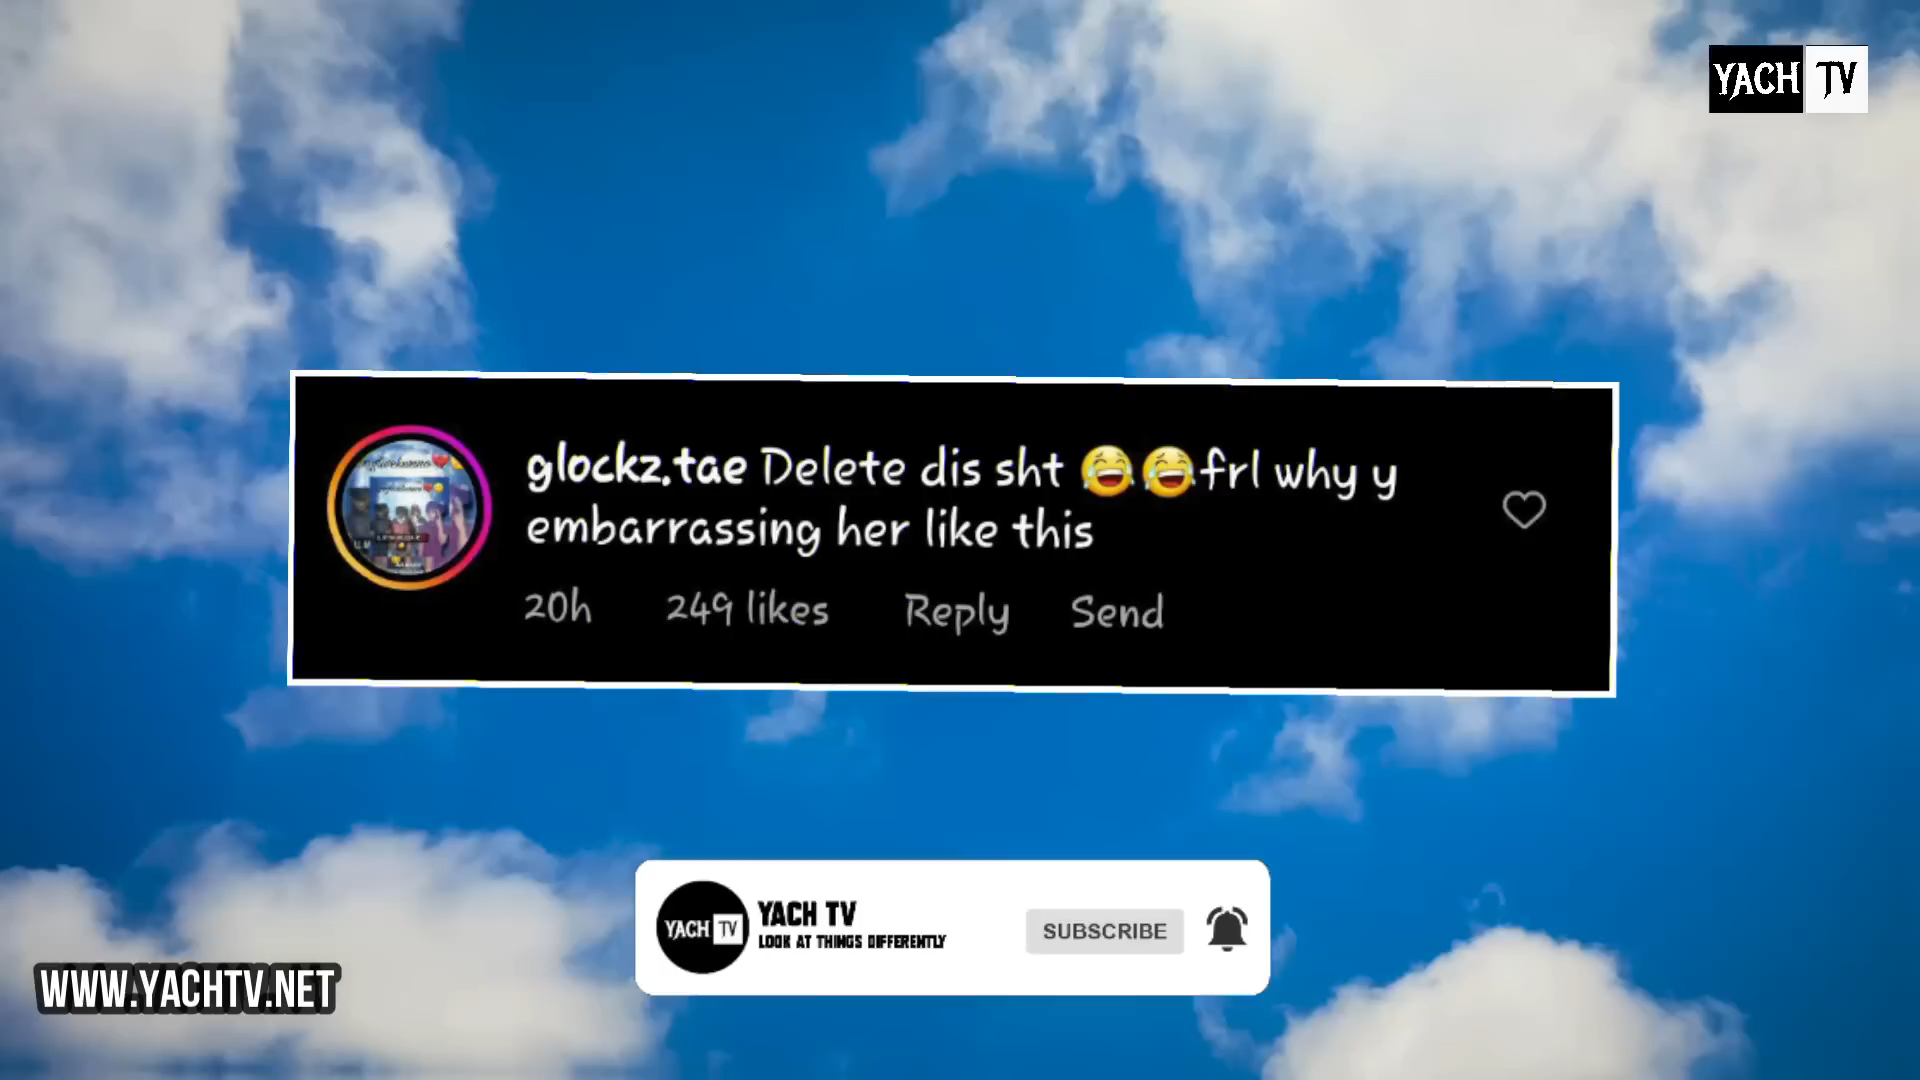 YACH TV
glockz.tae Delete dis sht 😂😂frl why y
embarrassing her like this
20h 249 likes Reply Send
YACH TV
YACH TV
LOOK AT THINGS DIFFERENTLY
SUBSCRIBE
WWW.YACHTV.NET